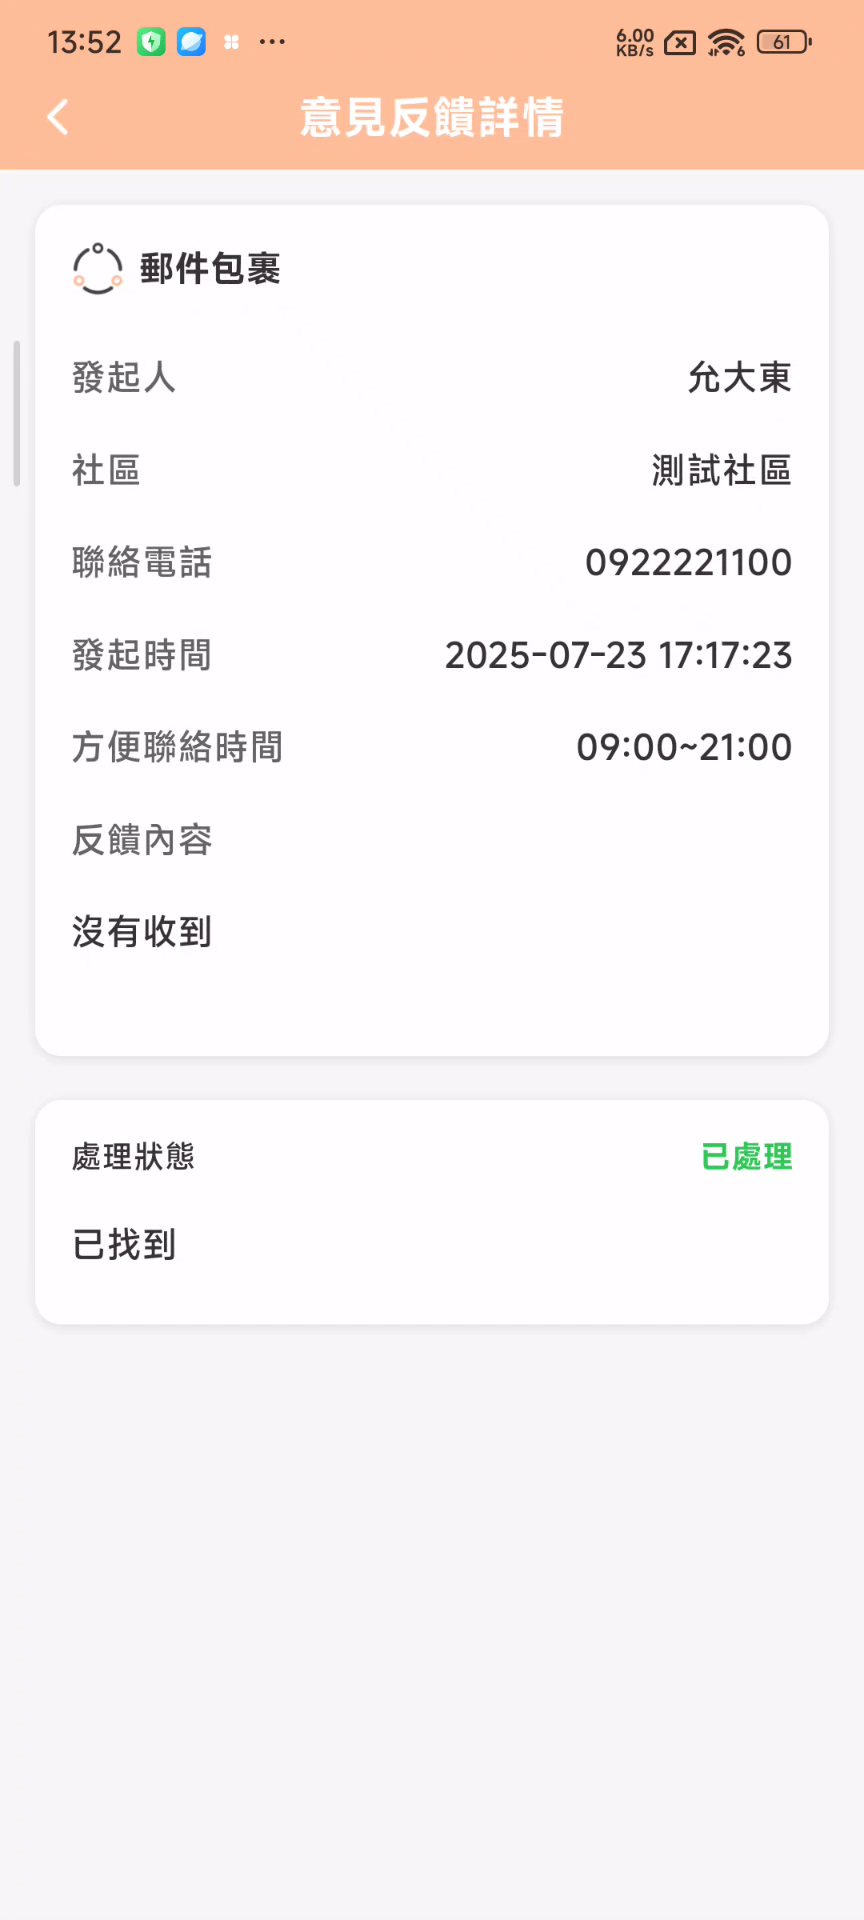 13:52 6.00 KB/s 6 61
意見反饋詳情
郵件包裹
發起人 允大東
社區 測試社區
聯絡電話 0922221100
發起時間 2025-07-23 17:17:23
方便聯絡時間 09:00~21:00
反饋內容
沒有收到
處理狀態 已處理
已找到